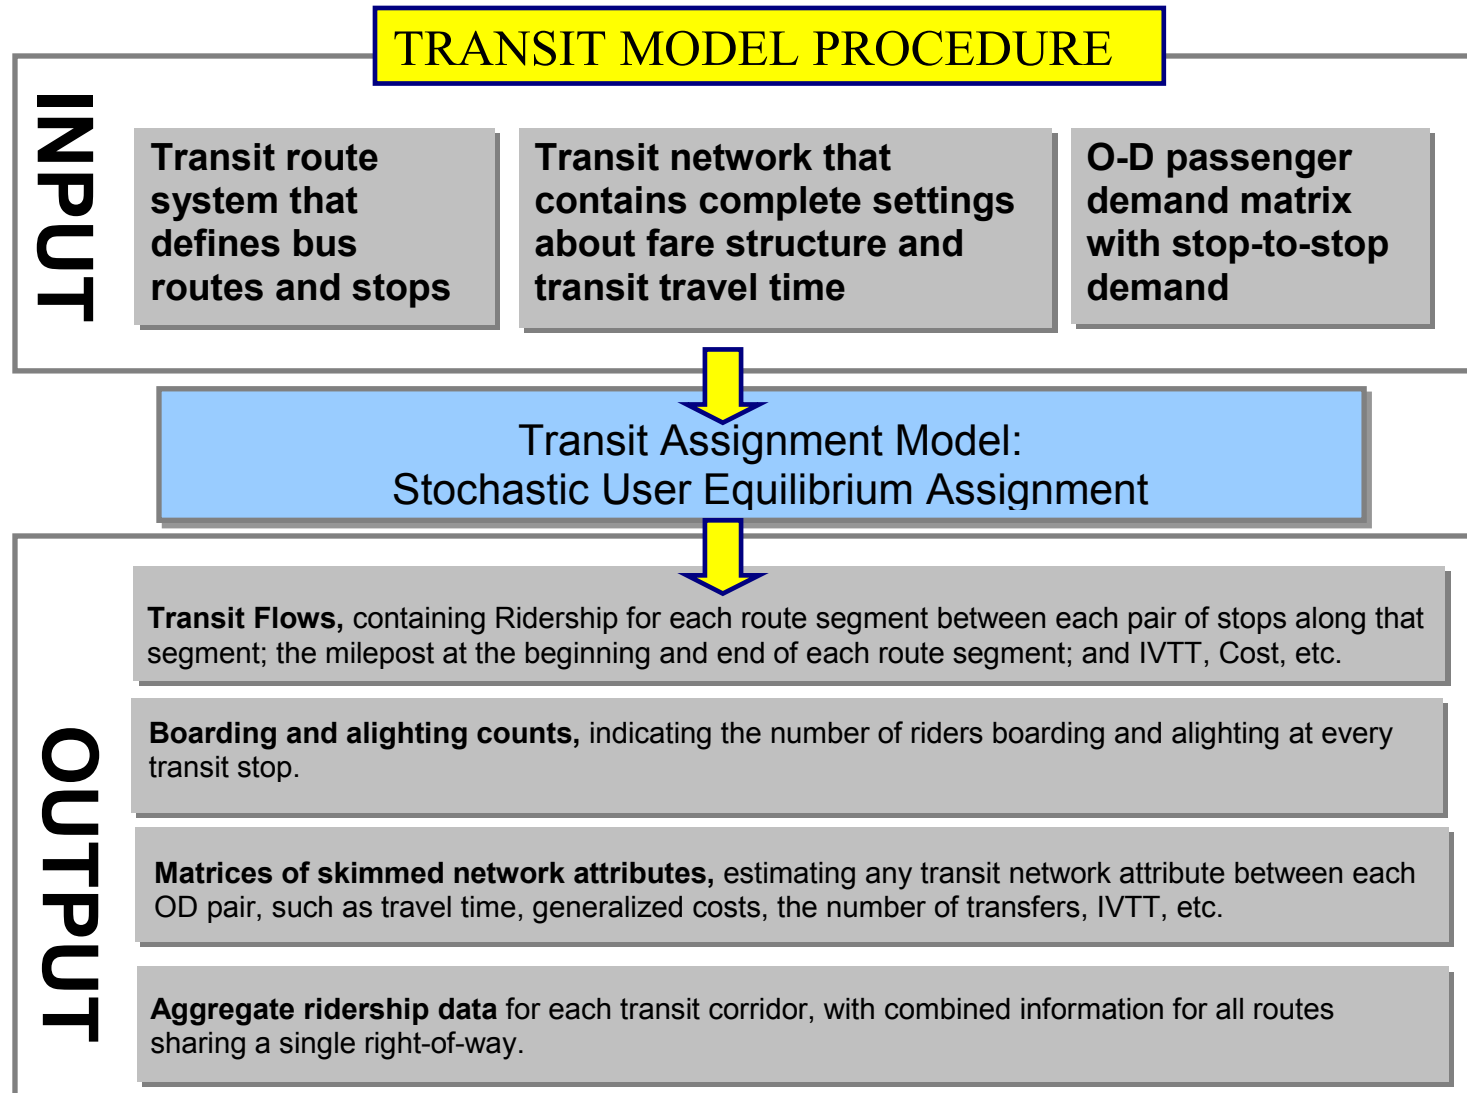 TRANSIT MODEL PROCEDURE
INPUT
Transit route
system that
defines bus
routes and stops
Transit network that
contains complete settings
about fare structure and
transit travel time
O-D passenger
demand matrix
with stop-to-stop
demand
Transit Assignment Model:
Stochastic User Equilibrium Assignment
OUTPUT
Transit Flows, containing Ridership for each route segment between each pair of stops along that
segment; the milepost at the beginning and end of each route segment; and IVTT, Cost, etc.
Boarding and alighting counts, indicating the number of riders boarding and alighting at every
transit stop.
Matrices of skimmed network attributes, estimating any transit network attribute between each
OD pair, such as travel time, generalized costs, the number of transfers, IVTT, etc.
Aggregate ridership data for each transit corridor, with combined information for all routes
sharing a single right-of-way.